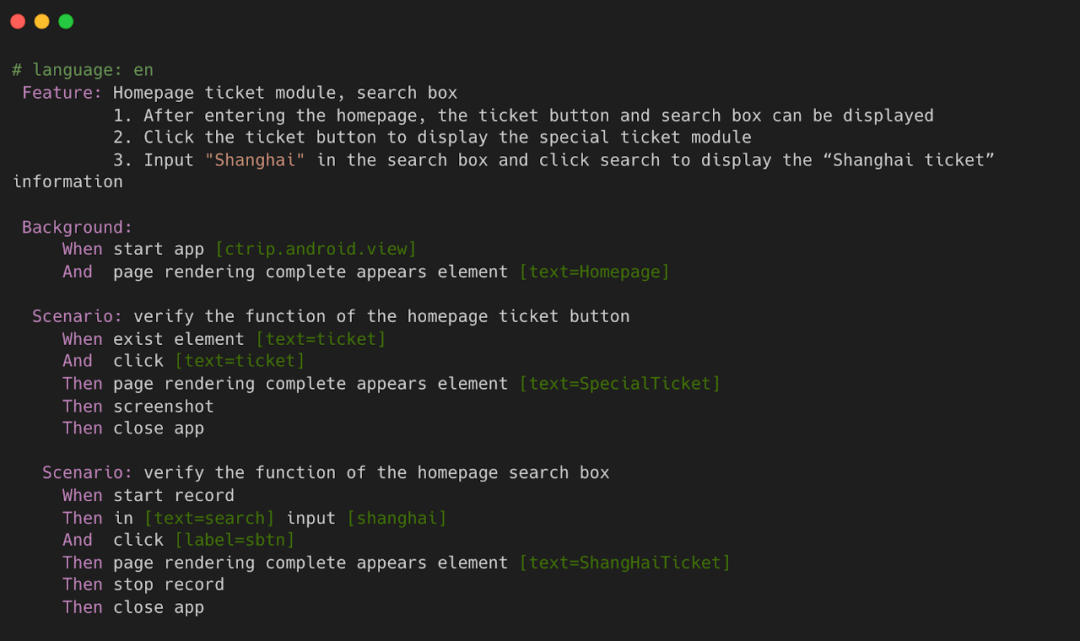 # language: en
Feature: Homepage ticket module, search box
1. After entering the homepage, the ticket button and search box can be displayed
2. Click the ticket button to display the special ticket module
3. Input "Shanghai" in the search box and click search to display the “Shanghai ticket”
information
Background:
When start app [ctrip.android.view]
And  page rendering complete appears element [text=Homepage]
Scenario: verify the function of the homepage ticket button
When exist element [text=ticket]
And  click [text=ticket]
Then page rendering complete appears element [text=SpecialTicket]
Then screenshot
Then close app
Scenario: verify the function of the homepage search box
When start record
Then in [text=search] input [shanghai]
And  click [label=sbtn]
Then page rendering complete appears element [text=ShangHaiTicket]
Then stop record
Then close app